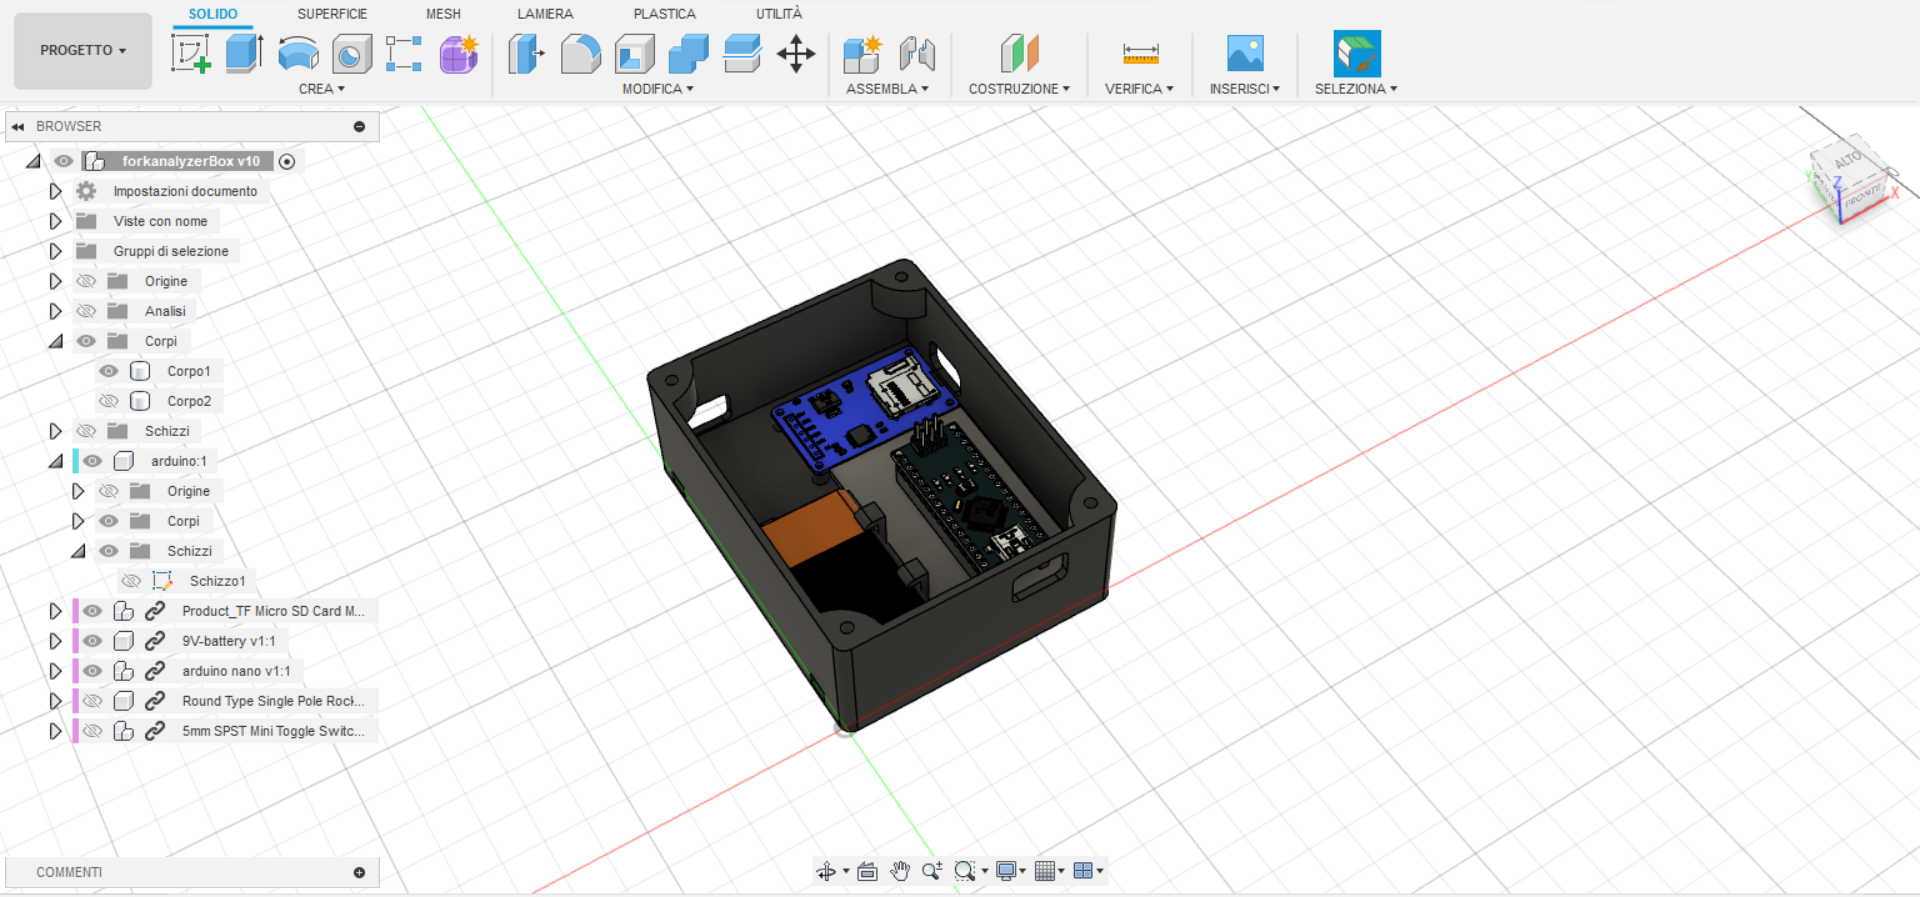 SOLIDO SUPERFICIE MESH LAMIERA PLASTICA UTILITÀ
PROGETTO
CREA MODIFICA ASSEMBLA COSTRUZIONE VERIFICA INSERISCI SELEZIONA
BROWSER
forkanalyzerBox v10
Impostazioni documento
Viste con nome
Gruppi di selezione
Origine
Analisi
Corpi
Corpo1
Corpo2
Schizzi
arduino:1
Origine
Corpi
Schizzi
Schizzo1
Product_TF Micro SD Card M...
9V-battery v1:1
arduino nano v1:1
Round Type Single Pole Rock...
5mm SPST Mini Toggle Switc...
COMMENTI
ALTO
FRONTE
Z
Y
X